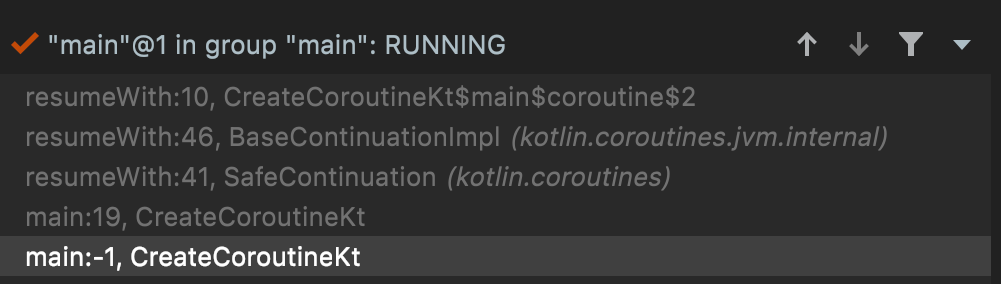 "main"@1 in group "main": RUNNING
resumeWith:10, CreateCoroutineKt$main$coroutine$2
resumeWith:46, BaseContinuationImpl (kotlin.coroutines.jvm.internal)
resumeWith:41, SafeContinuation (kotlin.coroutines)
main:19, CreateCoroutineKt
main:-1, CreateCoroutineKt